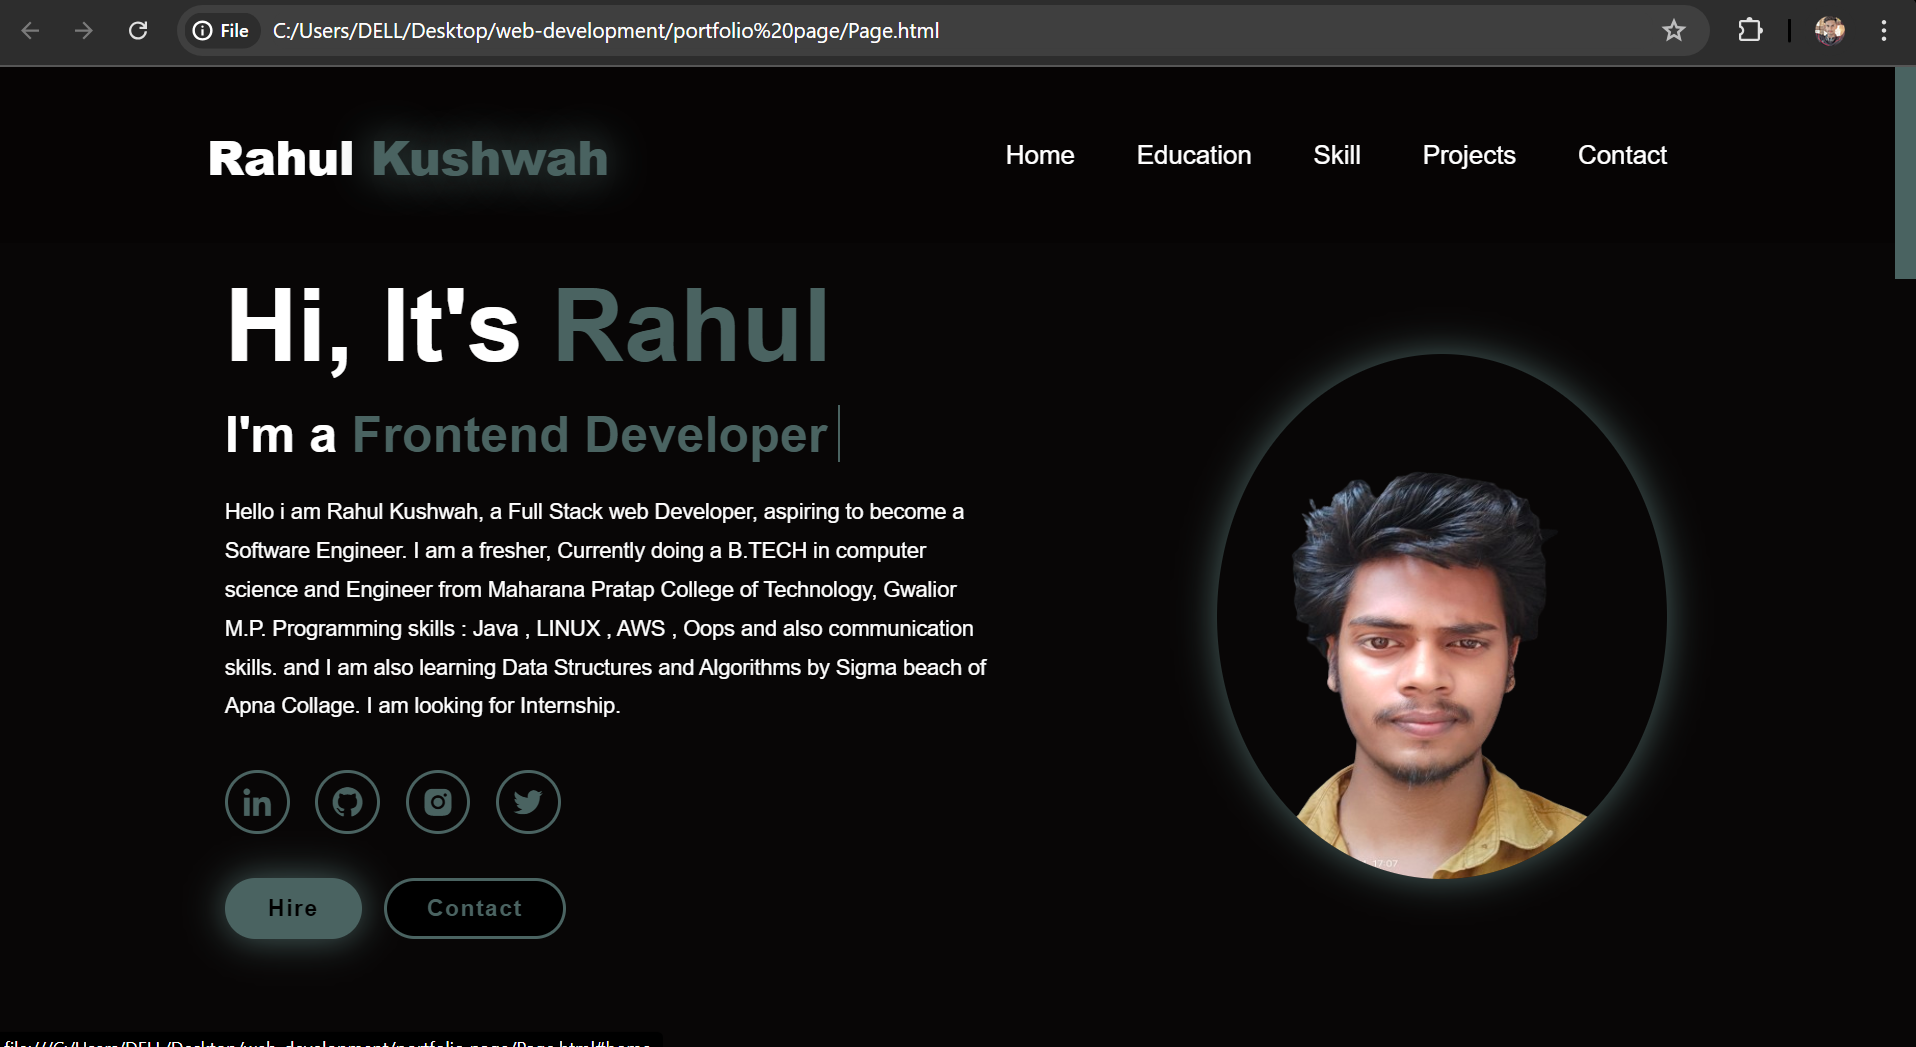 File C:/Users/DELL/Desktop/web-development/portfolio%20page/Page.html
Rahul Kushwah
Home Education Skill Projects Contact
Hi, It's Rahul
I'm a Frontend Developer
Hello i am Rahul Kushwah, a Full Stack web Developer, aspiring to become a
Software Engineer. I am a fresher, Currently doing a B.TECH in computer
science and Engineer from Maharana Pratap College of Technology, Gwalior
M.P. Programming skills : Java , LINUX , AWS , Oops and also communication
skills. and I am also learning Data Structures and Algorithms by Sigma beach of
Apna Collage. I am looking for Internship.
in
17:07
Hire Contact
file:///C:/Users/DELL/Desktop/web-development/portfolio page/Page.html#home